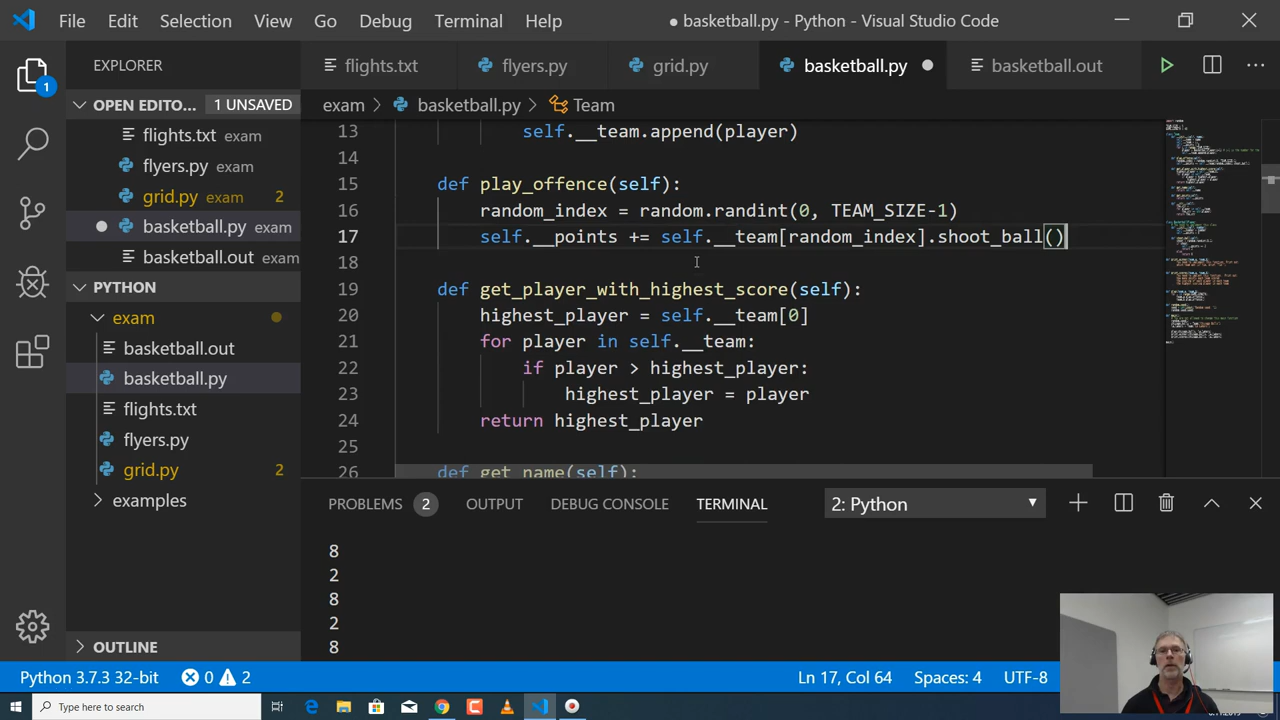 File Edit Selection View Go Debug Terminal Help ● basketball.py - Python - Visual Studio Code
EXPLORER
flights.txt flyers.py grid.py basketball.py basketball.out
OPEN EDITO... 1 UNSAVED
flights.txt exam
flyers.py exam
grid.py exam 2
basketball.py exam
basketball.out exam
PYTHON
exam
basketball.out
basketball.py
flights.txt
flyers.py
grid.py 2
examples
OUTLINE
exam > basketball.py > Team
13 self.__team.append(player)
14
15 def play_offence(self):
16 random_index = random.randint(0, TEAM_SIZE-1)
17 self.__points += self.__team[random_index].shoot_ball()
18
19 def get_player_with_highest_score(self):
20 highest_player = self.__team[0]
21 for player in self.__team:
22 if player > highest_player:
23 highest_player = player
24 return highest_player
25
26 def get_name(self):
PROBLEMS 2 OUTPUT DEBUG CONSOLE TERMINAL 2: Python
8
2
8
2
8
Python 3.7.3 32-bit 0 2 Ln 17, Col 64 Spaces: 4 UTF-8
1
Type here to search